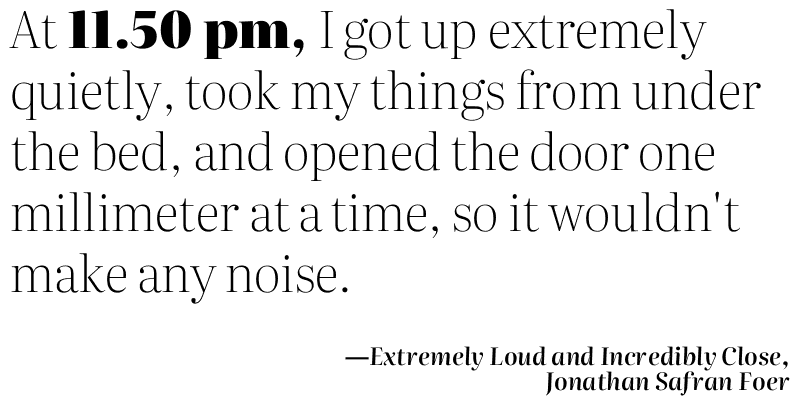 At 11.50 pm, I got up extremely
quietly, took my things from under
the bed, and opened the door one
millimeter at a time, so it wouldn't
make any noise.
—Extremely Loud and Incredibly Close,
Jonathan Safran Foer